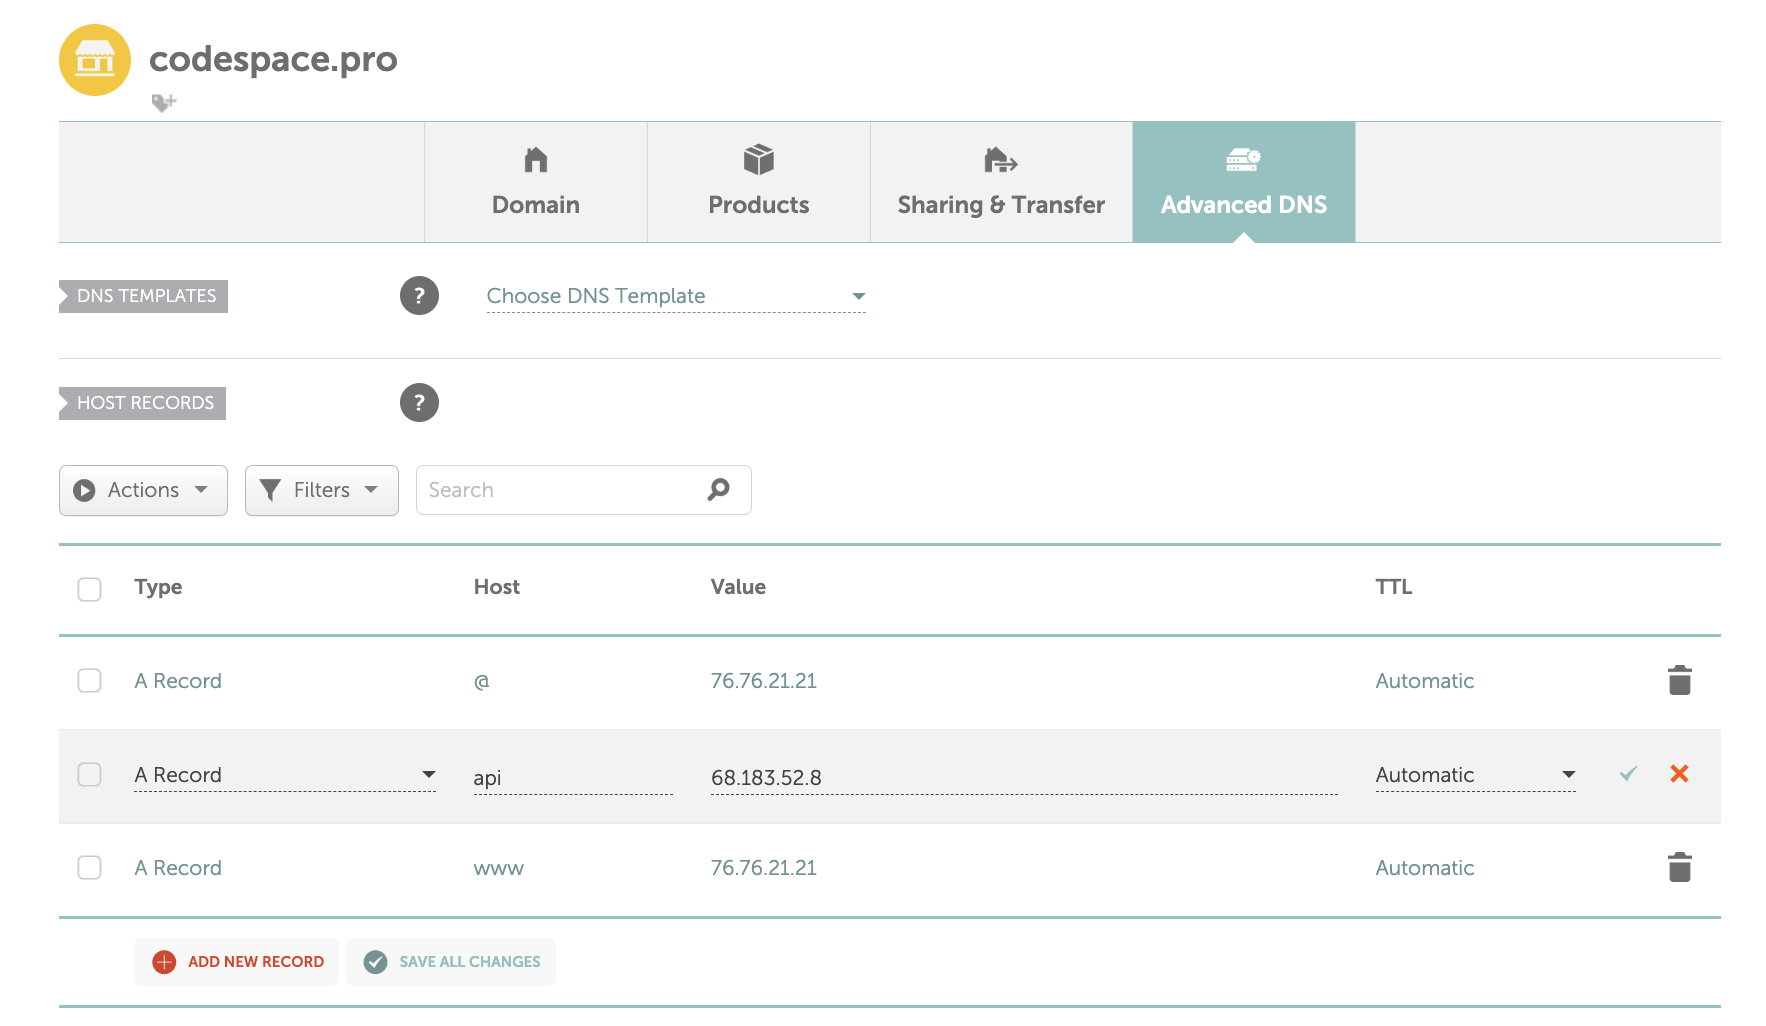 codespace.pro
Domain
Products
Sharing & Transfer
Advanced DNS
DNS TEMPLATES
?
Choose DNS Template
HOST RECORDS
?
Actions
Filters
Search
Type Host Value TTL
A Record @ 76.76.21.21 Automatic
A Record api 68.183.52.8 Automatic
A Record www 76.76.21.21 Automatic
ADD NEW RECORD
SAVE ALL CHANGES